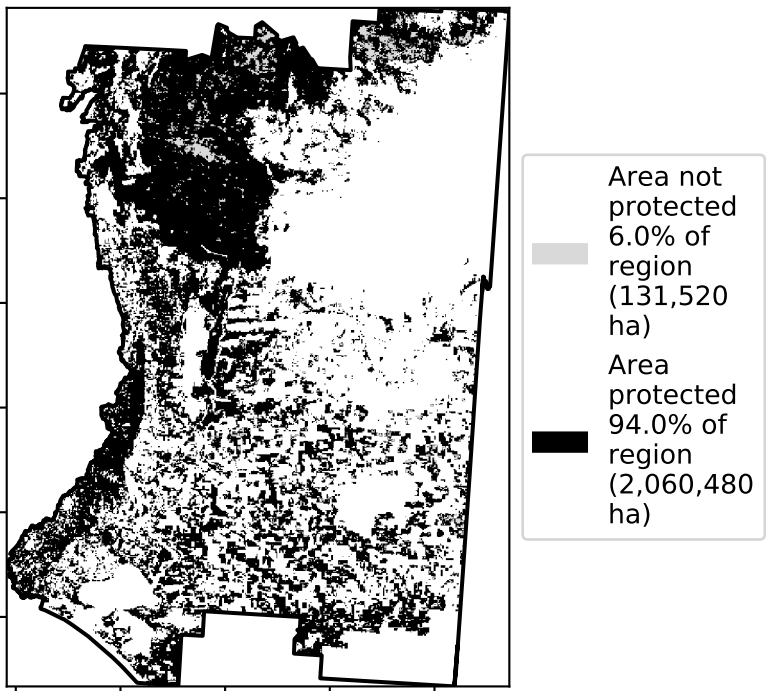 Area not
protected
6.0% of
region
(131,520
ha)
Area
protected
94.0% of
region
(2,060,480
ha)